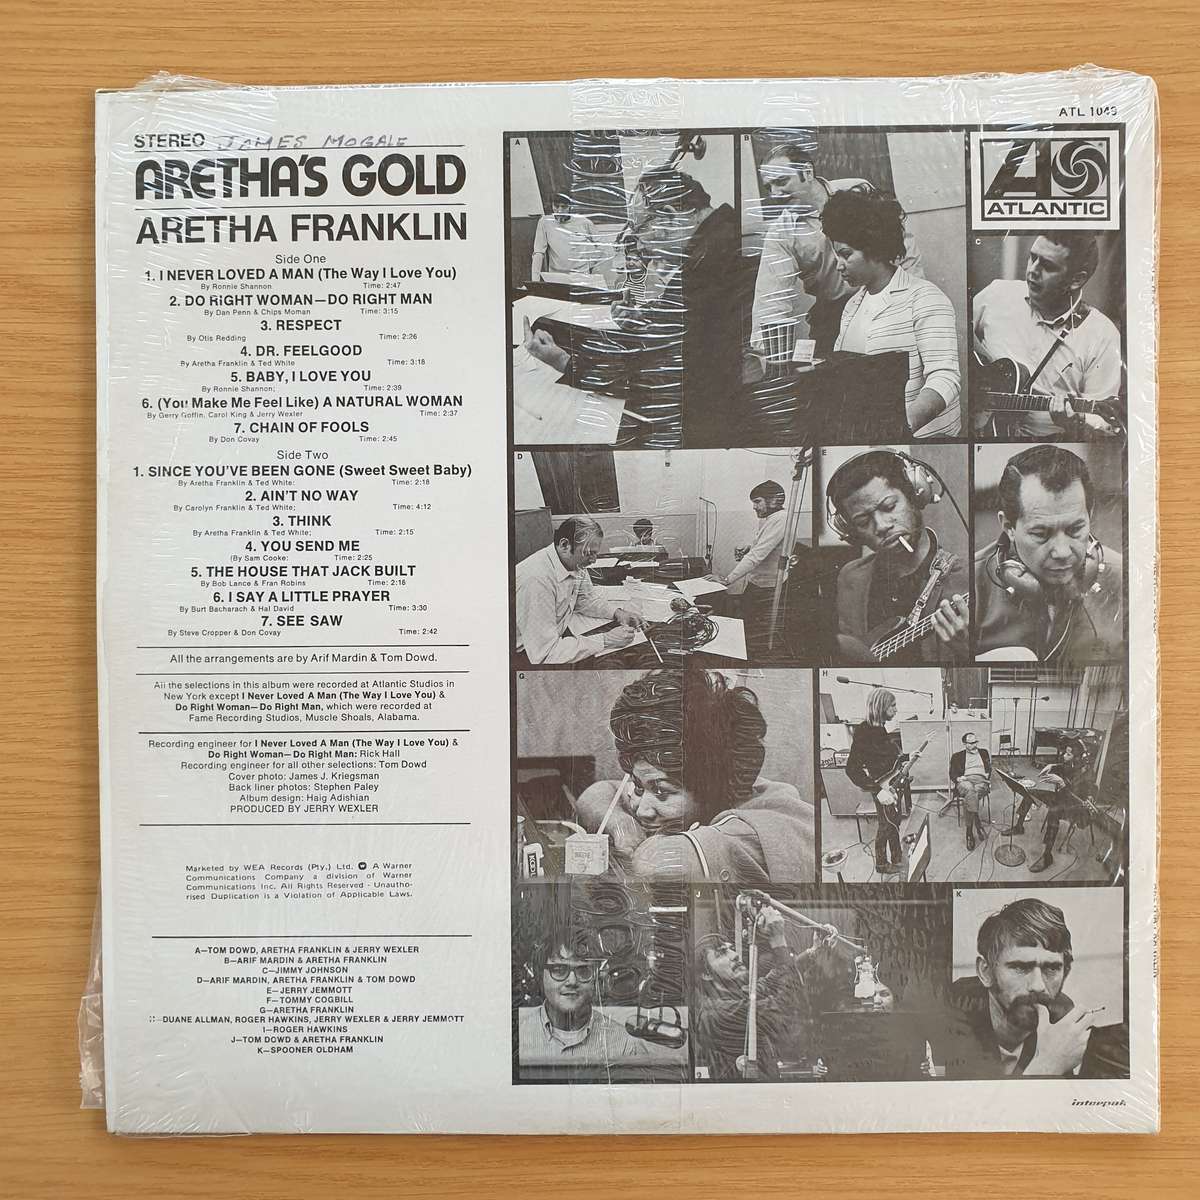 STEREO JAMES MOGALE
ARETHA'S GOLD
ARETHA FRANKLIN
Side One
1. I NEVER LOVED A MAN (The Way I Love You)
By Ronnie Shannon Time: 2:47
2. DO RIGHT WOMAN—DO RIGHT MAN
By Dan Penn & Chips Moman Time: 3:15
3. RESPECT
By Otis Redding Time: 2:26
4. DR. FEELGOOD
By Aretha Franklin & Ted White Time: 3:18
5. BABY, I LOVE YOU
By Ronnie Shannon; Time: 2:39
6. (You Make Me Feel Like) A NATURAL WOMAN
By Gerry Goffin, Carol King & Jerry Wexler Time: 2:37
7. CHAIN OF FOOLS
By Don Covay Time: 2:45
Side Two
1. SINCE YOU'VE BEEN GONE (Sweet Sweet Baby)
By Aretha Franklin & Ted White: Time: 2:18
2. AIN'T NO WAY
By Carolyn Franklin & Ted White; Time: 4:12
3. THINK
By Aretha Franklin & Ted White; Time: 2:15
4. YOU SEND ME
(By Sam Cooke: Time: 2:25
5. THE HOUSE THAT JACK BUILT
By Bob Lance & Fran Robins Time: 2:18
6. I SAY A LITTLE PRAYER
By Burt Bacharach & Hal David Time: 3:30
7. SEE SAW
By Steve Cropper & Don Covay Time: 2:42
All the arrangements are by Arif Mardin & Tom Dowd.
All the selections in this album were recorded at Atlantic Studios in
New York except I Never Loved A Man (The Way I Love You) &
Do Right Woman—Do Right Man, which were recorded at
Fame Recording Studios, Muscle Shoals, Alabama.
Recording engineer for I Never Loved A Man (The Way I Love You) &
Do Right Woman—Do Right Man: Rick Hall
Recording engineer for all other selections: Tom Dowd
Cover photo: James J. Kriegsman
Back liner photos: Stephen Paley
Album design: Haig Adishian
PRODUCED BY JERRY WEXLER
Marketed by WEA Records (Pty.) Ltd. A Warner
Communications Company a division of Warner
Communications Inc. All Rights Reserved - Unautho-
rised Duplication is a Violation of Applicable Laws.
A—TOM DOWD, ARETHA FRANKLIN & JERRY WEXLER
B—ARIF MARDIN & ARETHA FRANKLIN
C—JIMMY JOHNSON
D—ARIF MARDIN, ARETHA FRANKLIN & TOM DOWD
E—JERRY JEMMOTT
F—TOMMY COGBILL
G—ARETHA FRANKLIN
H—DUANE ALLMAN, ROGER HAWKINS, JERRY WEXLER & JERRY JEMMOTT
I—ROGER HAWKINS
J—TOM DOWD & ARETHA FRANKLIN
K—SPOONER OLDHAM
ATL 1049
ATLANTIC
A
B
C
D
E
F
G
H
J
K
interpak